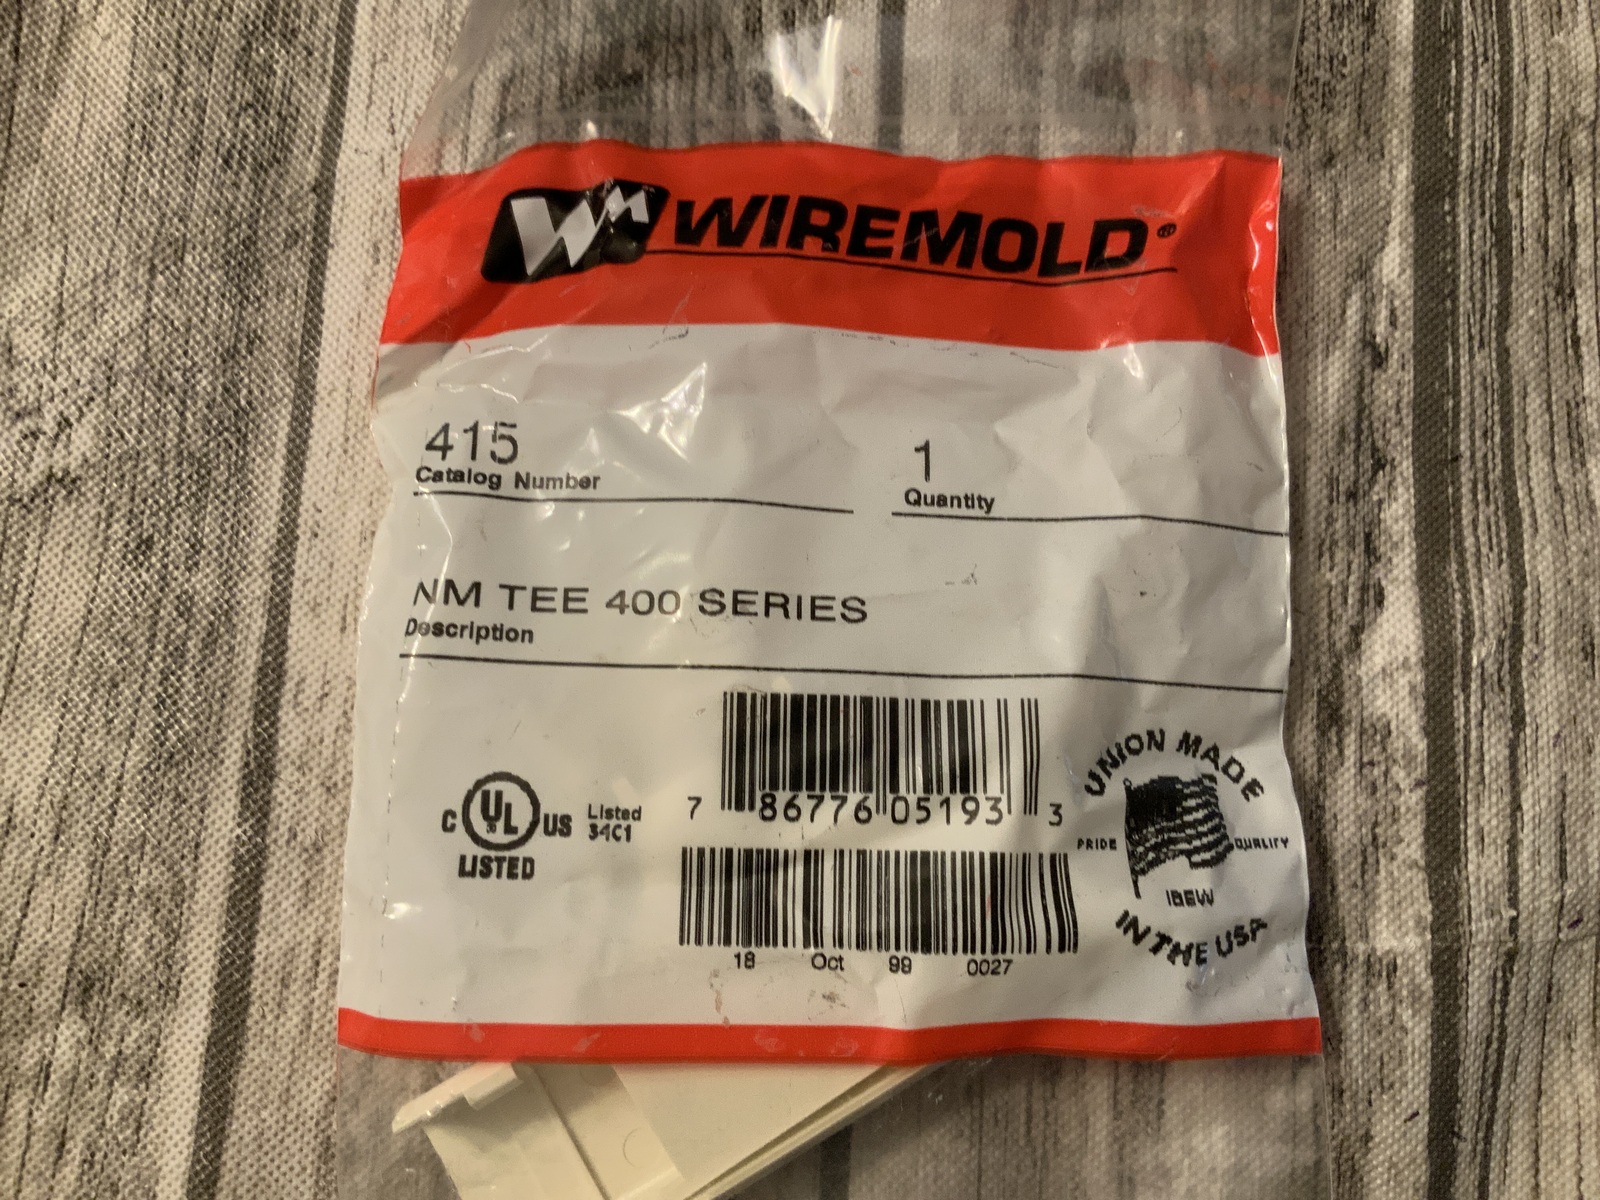 Wm WIREMOLD®
415
Catalog Number
1
Quantity
NM TEE 400 SERIES
Description
7 86776 05193 3
C UL US Listed
34C1
LISTED
18 Oct 99 0027
UNION MADE
PRIDE QUALITY
IBEW
IN THE USA